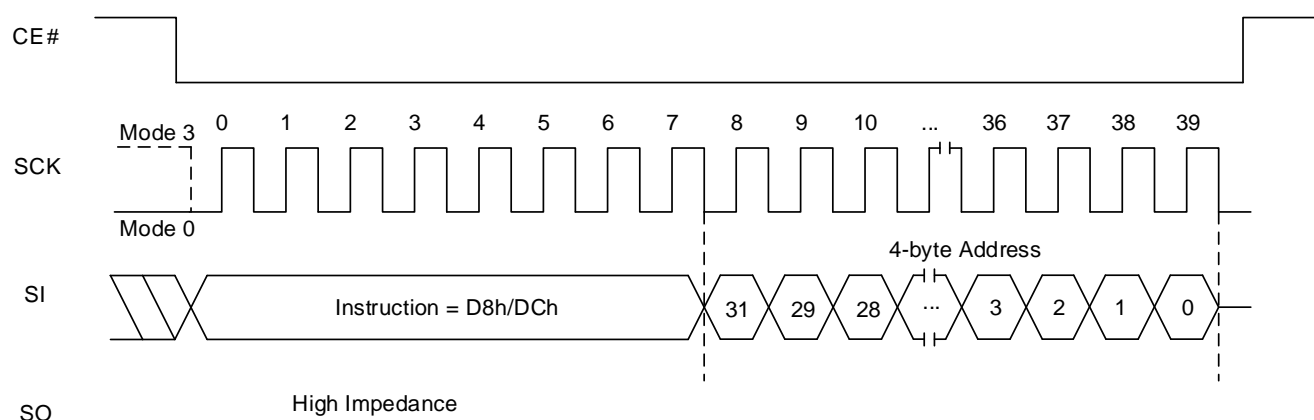 CE#
0 1 2 3 4 5 6 7 8 9 10 ... 36 37 38 39
Mode 3
SCK
Mode 0
4-byte Address
SI
Instruction = D8h/DCh 31 29 28 ... 3 2 1 0
High Impedance
SO